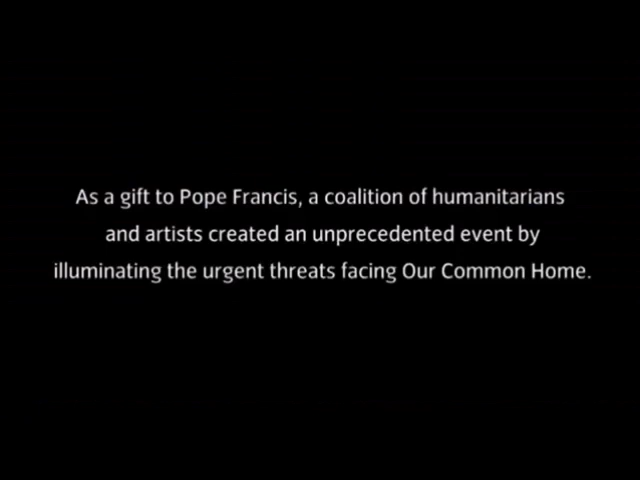 As a gift to Pope Francis, a coalition of humanitarians
and artists created an unprecedented event by
illuminating the urgent threats facing Our Common Home.